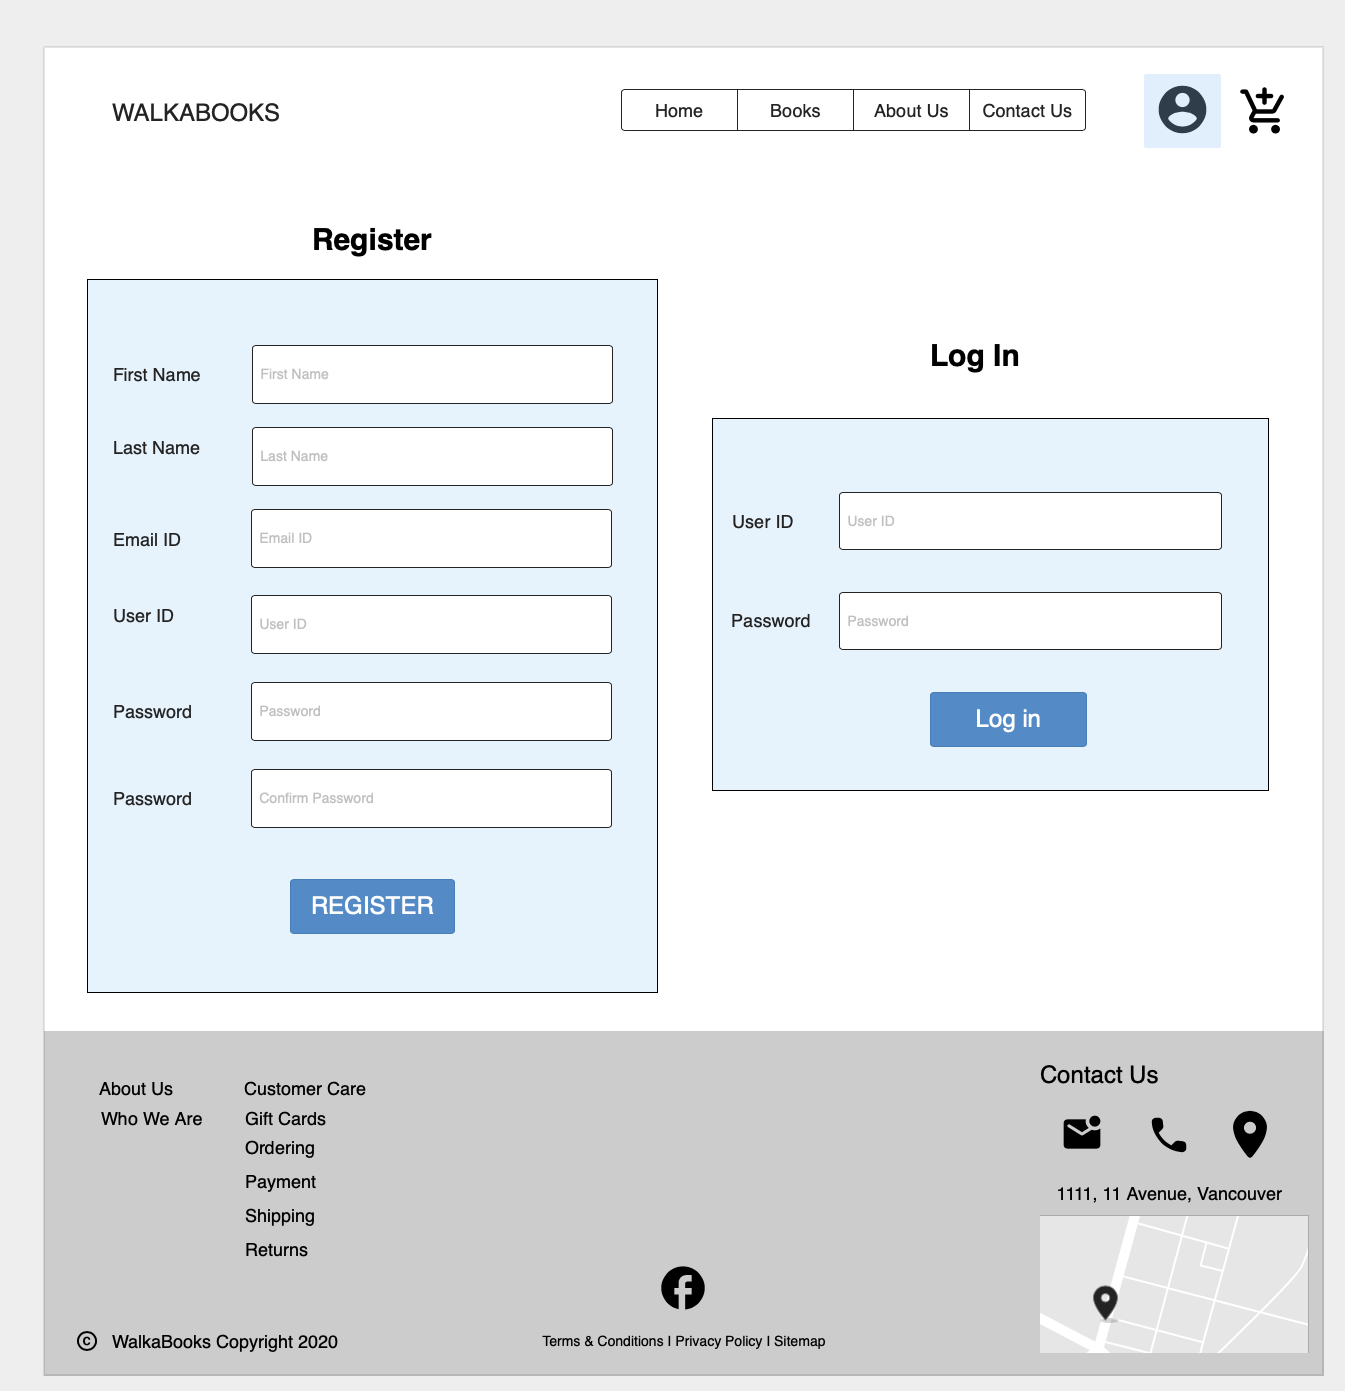 WALKABOOKS
Home
Books
About Us
Contact Us
Register
First Name
First Name
Last Name
Last Name
Email ID
Email ID
User ID
User ID
Password
Password
Password
Confirm Password
REGISTER
Log In
User ID
User ID
Password
Password
Log in
About Us
Who We Are
Customer Care
Gift Cards
Ordering
Payment
Shipping
Returns
Contact Us
1111, 11 Avenue, Vancouver
© WalkaBooks Copyright 2020
Terms & Conditions I Privacy Policy I Sitemap